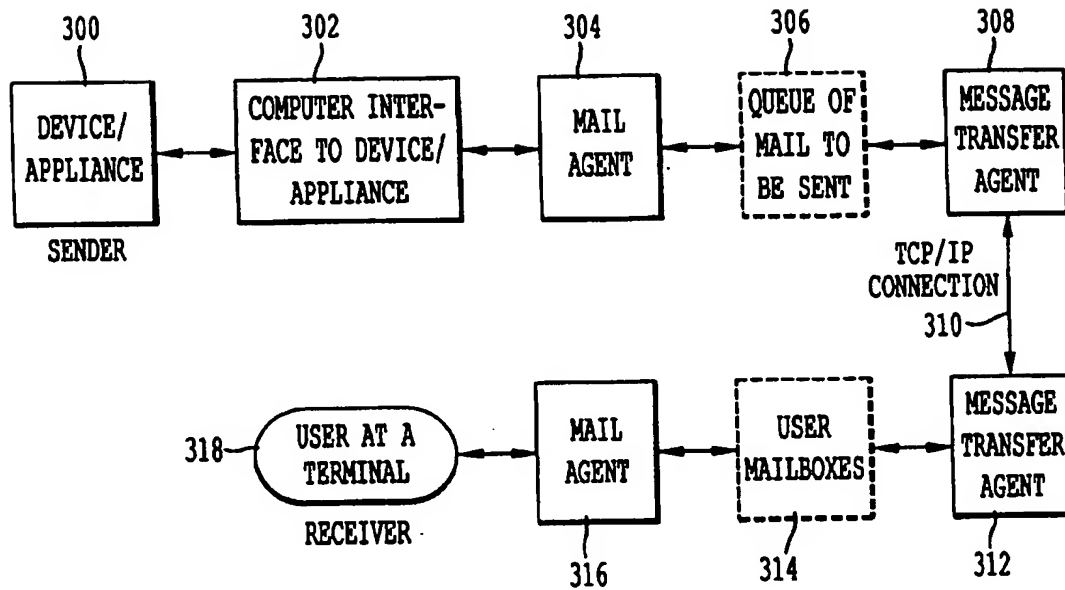 300
302
304
306
308
DEVICE/
APPLIANCE
COMPUTER INTER-
FACE TO DEVICE/
APPLIANCE
MAIL
AGENT
QUEUE OF
MAIL TO
BE SENT
MESSAGE
TRANSFER
AGENT
SENDER
TCP/IP
CONNECTION
310
318
USER AT A
TERMINAL
MAIL
AGENT
USER
MAILBOXES
MESSAGE
TRANSFER
AGENT
RECEIVER
316
314
312